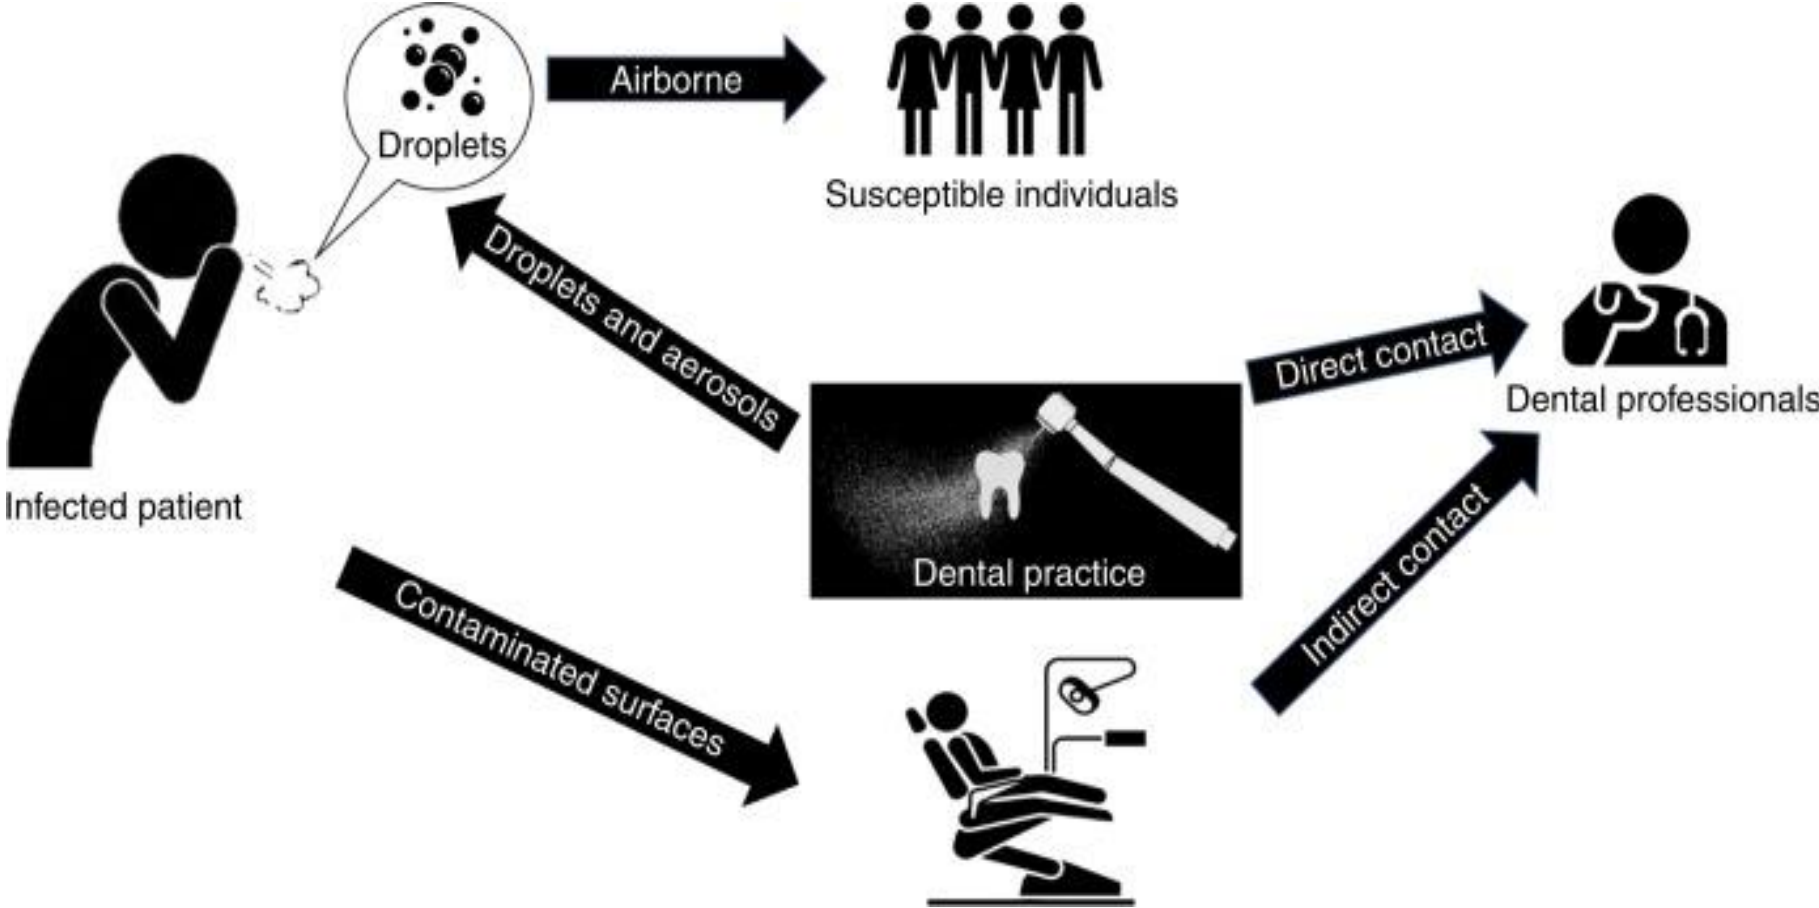 Droplets
Airborne
Susceptible individuals
Droplets and aerosols
Direct contact
Dental professionals
Infected patient
Dental practice
Contaminated surfaces
Indirect contact